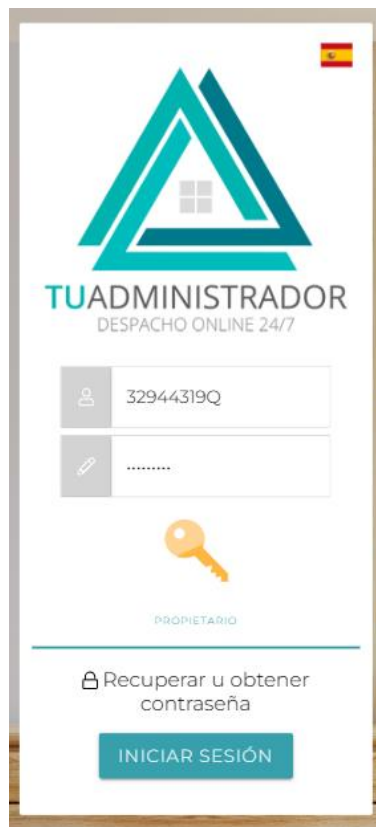 TUADMINISTRADOR
DESPACHO ONLINE 24/7
32944319Q
·········
PROPIETARIO
Recuperar u obtener
contraseña
INICIAR SESIÓN